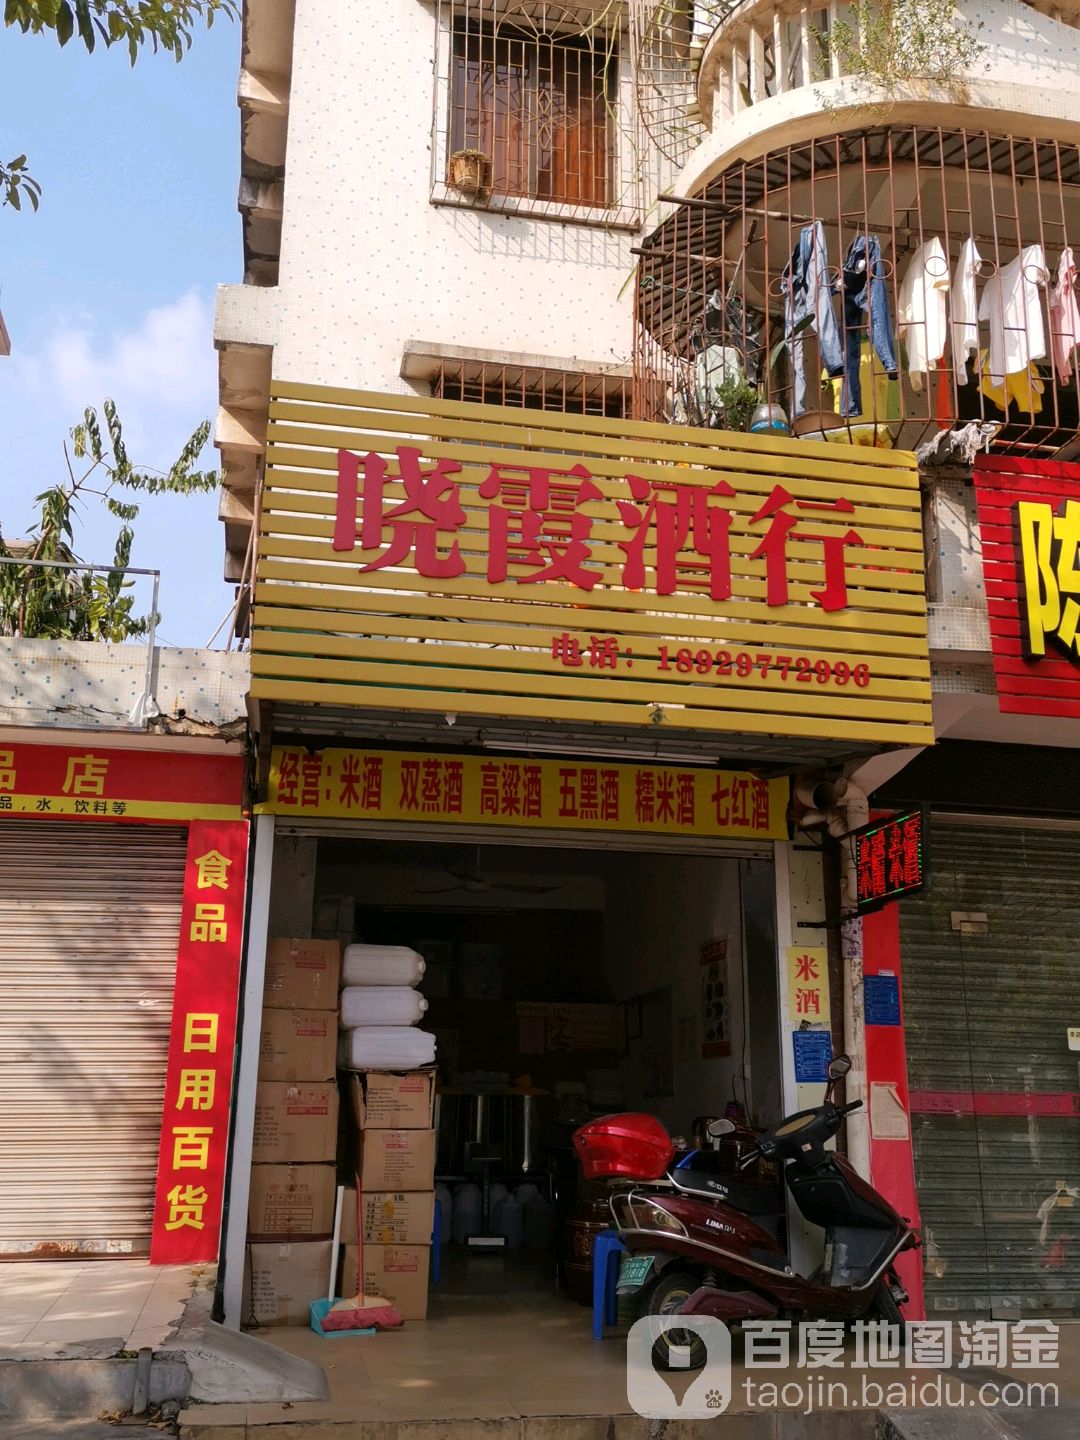 晓霞酒行
电话：18929772996
陈
经营：米酒 双蒸酒 高粱酒 五黑酒 糯米酒 七红酒
品店
品，水，饮料等
食品 日用百货
米酒
LIMA
百度地图淘金
taojin.baidu.com